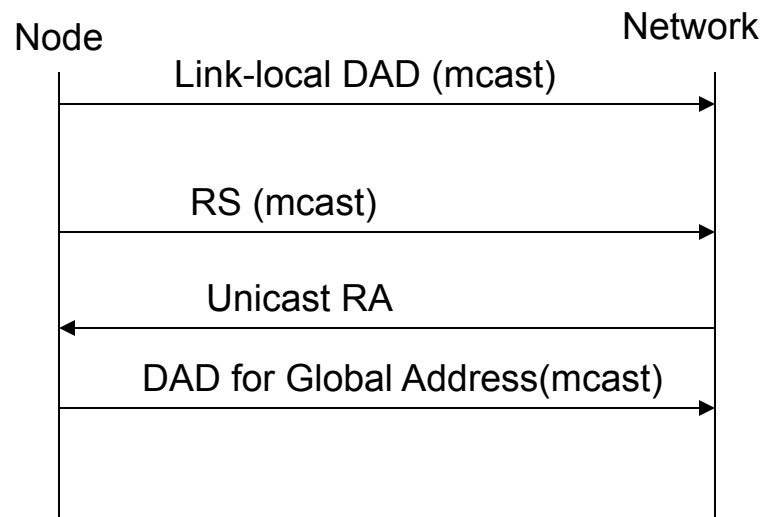 Node
Network
Link-local DAD (mcast)
RS (mcast)
Unicast RA
DAD for Global Address(mcast)